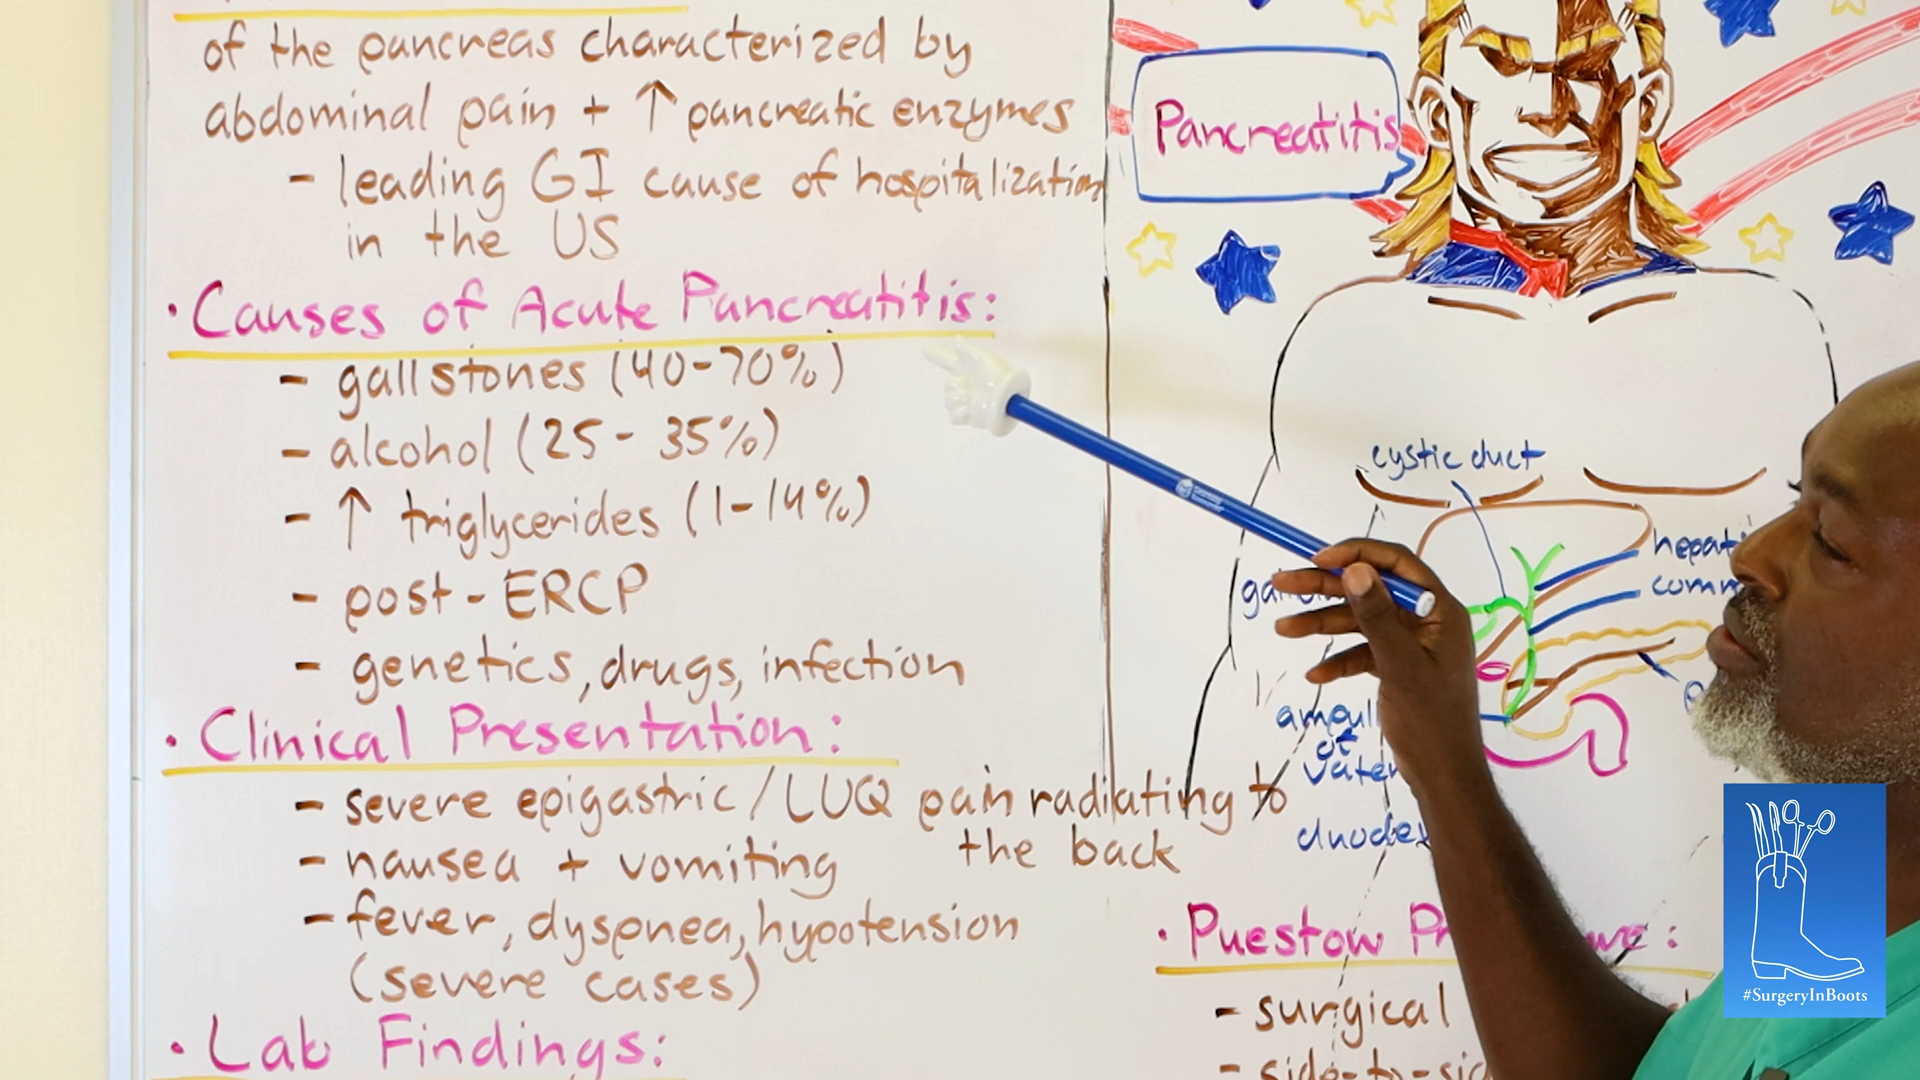 of the pancreas characterized by
abdominal pain + ↑ pancreatic enzymes
- leading GI cause of hospitalization
in the US
• Causes of Acute Pancreatitis:
- gallstones (40-70%)
- alcohol (25-35%)
- ↑ triglycerides (1-14%)
- post-ERCP
- genetics, drugs, infection
• Clinical Presentation:
- severe epigastric/LUQ pain radiating to
the back
- nausea + vomiting
- fever, dyspnea, hypotension
(severe cases)
• Lab Findings:
Pancreatitis
cystic duct
of
Vater
• Puestow
- surgical
#SurgeryInBoots